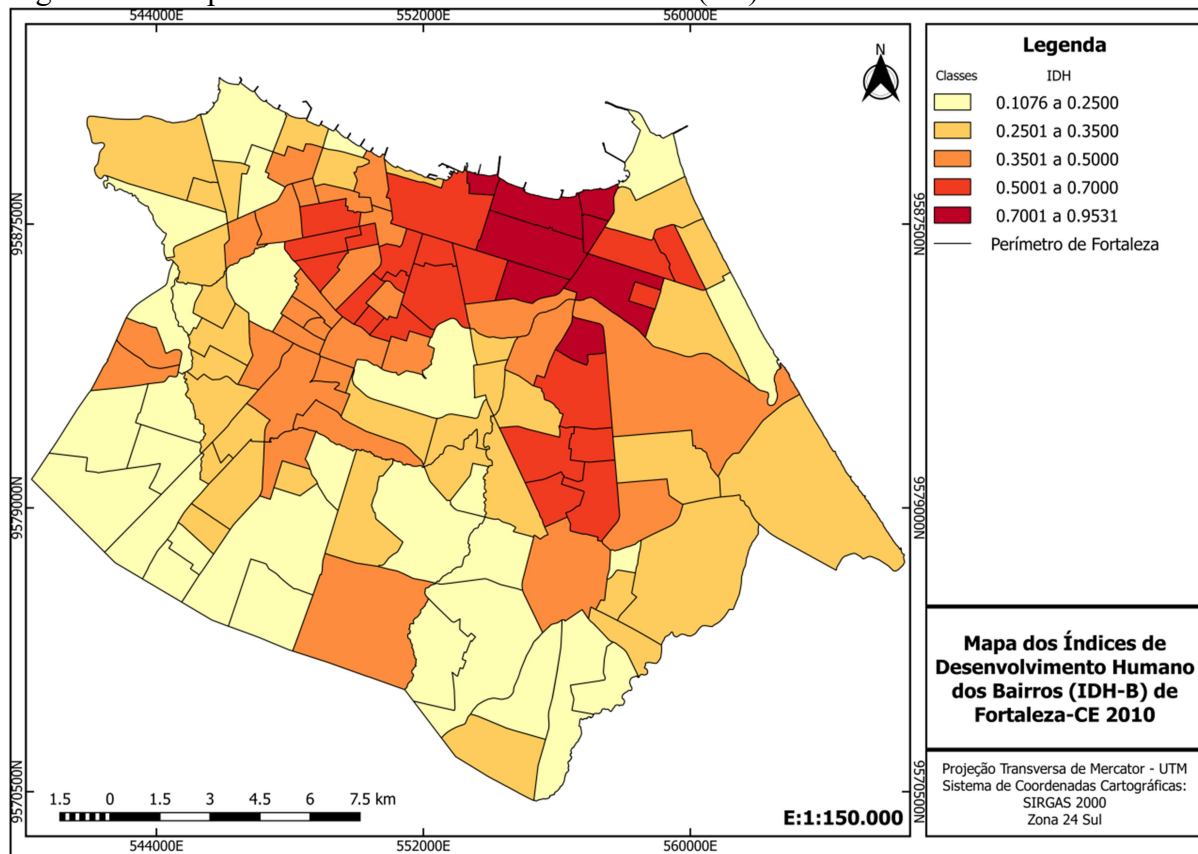 544000E
552000E
560000E
N
9587500N
9587500N
9579000N
9579000N
9570500N
9570500N
1.5 0 1.5 3 4.5 6 7.5 km
E:1:150.000
544000E
552000E
560000E
Legenda
Classes IDH
0.1076 a 0.2500
0.2501 a 0.3500
0.3501 a 0.5000
0.5001 a 0.7000
0.7001 a 0.9531
Perímetro de Fortaleza
Mapa dos Índices de
Desenvolvimento Humano
dos Bairros (IDH-B) de
Fortaleza-CE 2010
Projeção Transversa de Mercator - UTM
Sistema de Coordenadas Cartográficas:
SIRGAS 2000
Zona 24 Sul